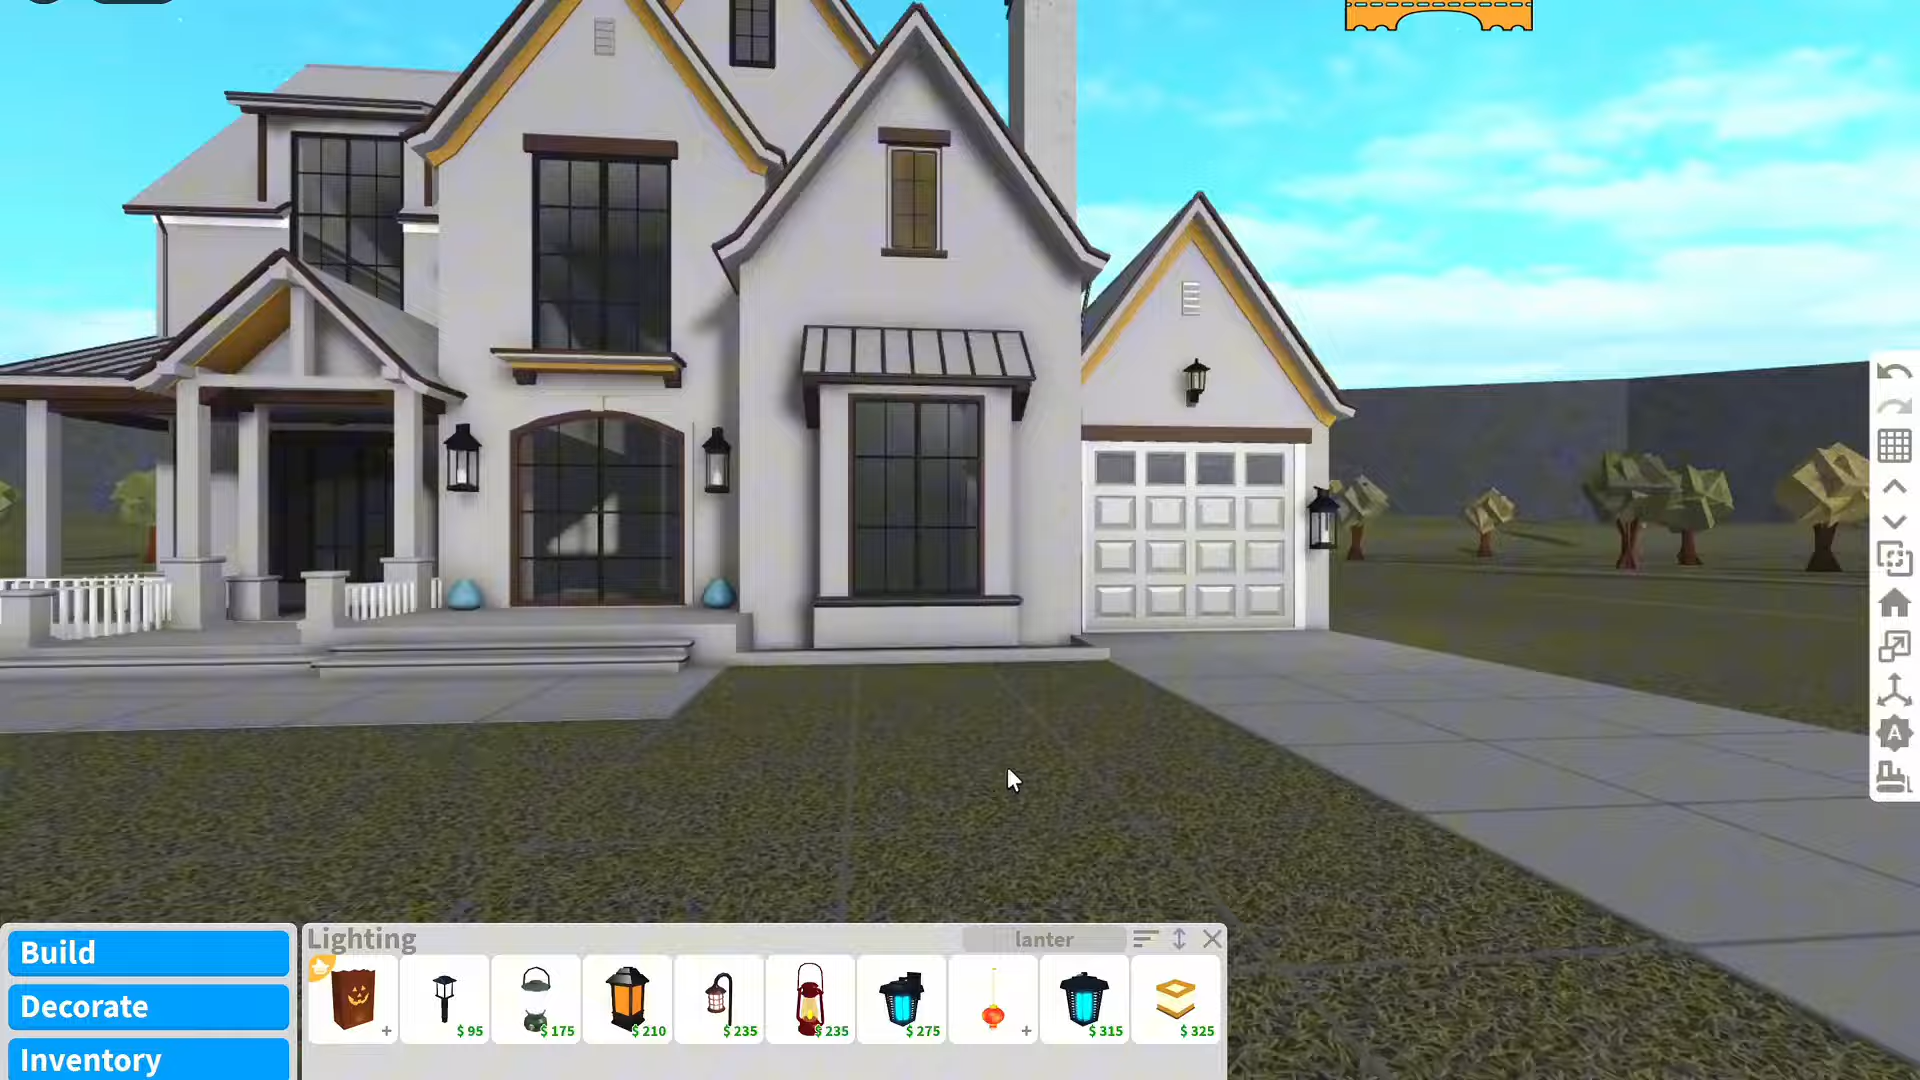 Build
Decorate
Inventory
Lighting
lanter
+
$ 95
$ 175
$ 210
$ 235
$ 235
$ 275
+
$ 315
$ 325
A